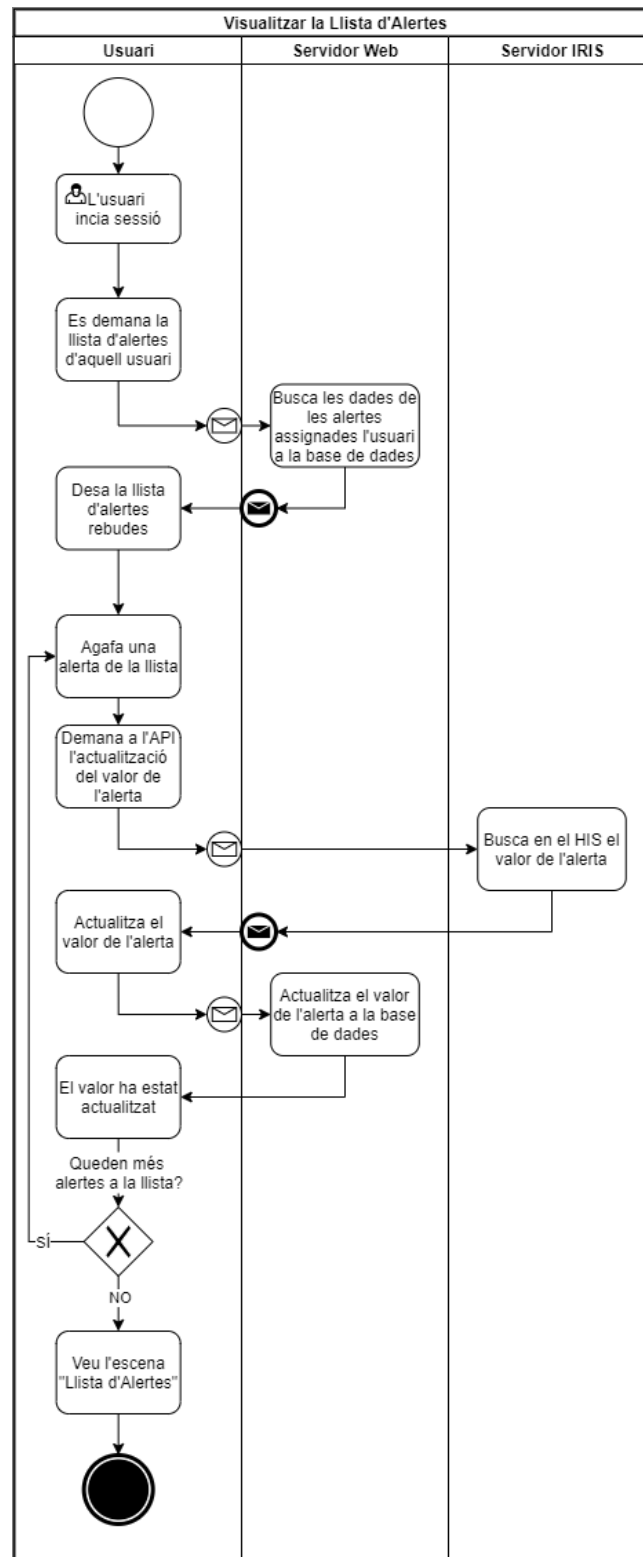 Visualitzar la Llista d'Alertes
Usuari
Servidor Web
Servidor IRIS
L'usuari
incia sessió
Es demana la
llista d'alertes
d'aquell usuari
Busca les dades de
les alertes
assignades l'usuari
a la base de dades
Desa la llista
d'alertes
rebudes
Agafa una
alerta de la llista
Demana a l'API
l'actualització
del valor de
l'alerta
Busca en el HIS el
valor de l'alerta
Actualitza el
valor de l'alerta
Actualitza el valor
de l'alerta a la base
de dades
El valor ha estat
actualitzat
Queden més
alertes a la llista?
SÍ
NO
Veu l'escena
"Llista d'Alertes"